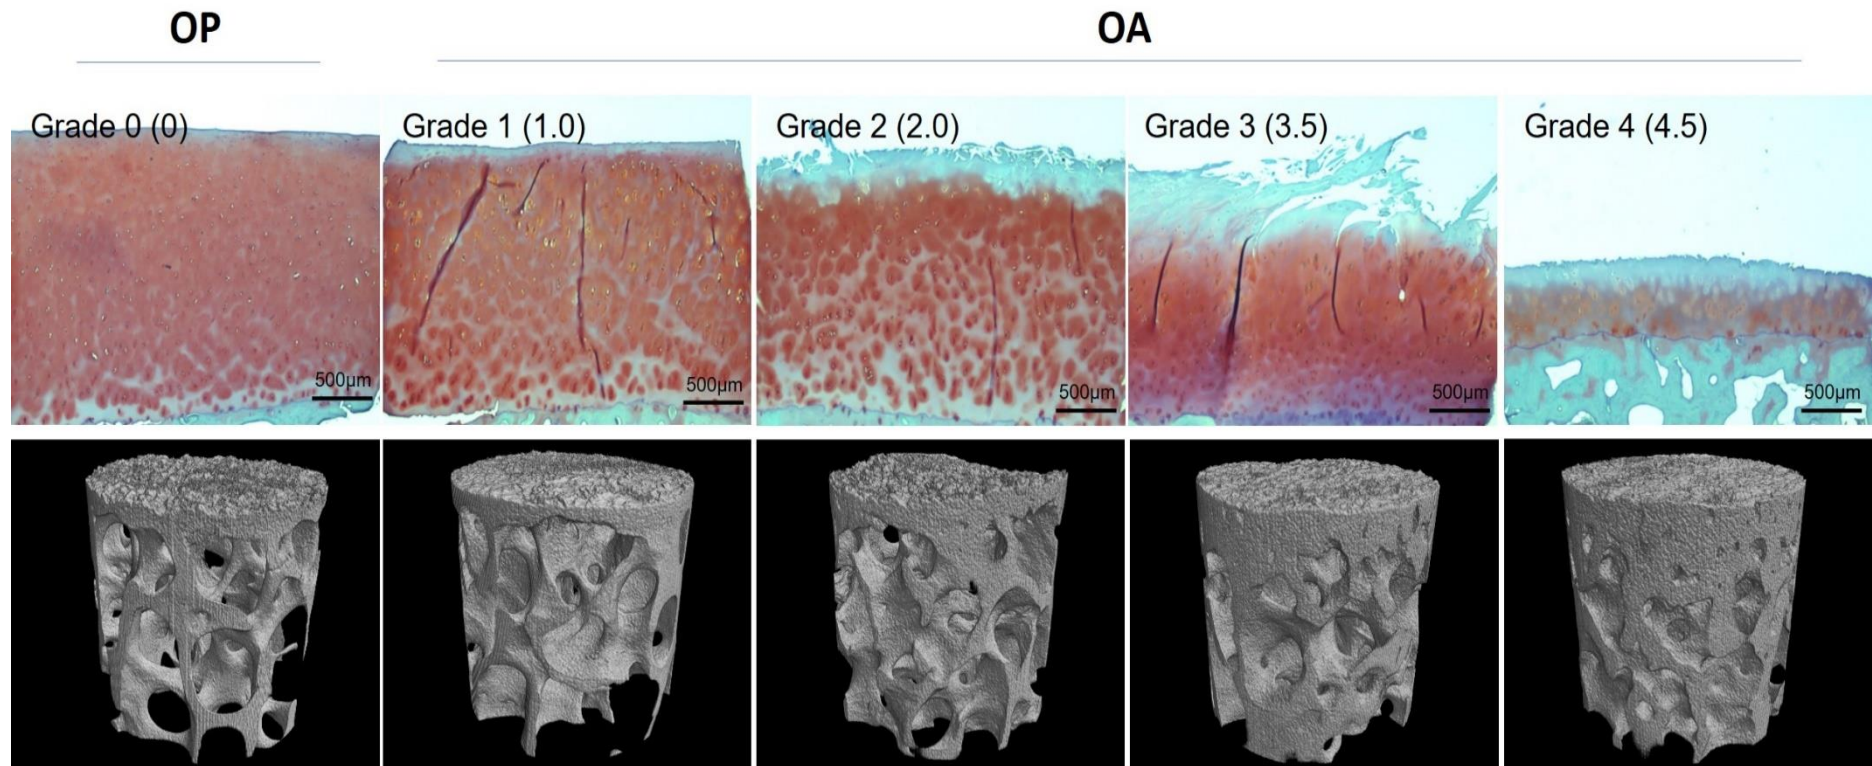 OP
OA
Grade 0 (0)
Grade 1 (1.0)
Grade 2 (2.0)
Grade 3 (3.5)
Grade 4 (4.5)
500µm
500µm
500µm
500µm
500µm